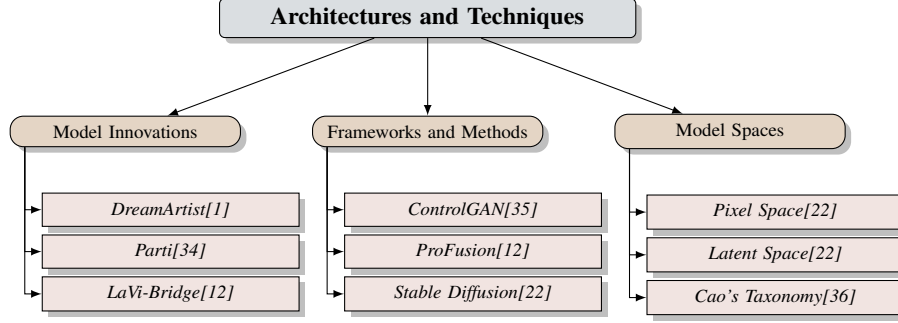 Architectures and Techniques
Model Innovations
DreamArtist[1]
Parti[34]
LaVi-Bridge[12]
Frameworks and Methods
ControlGAN[35]
ProFusion[12]
Stable Diffusion[22]
Model Spaces
Pixel Space[22]
Latent Space[22]
Cao's Taxonomy[36]